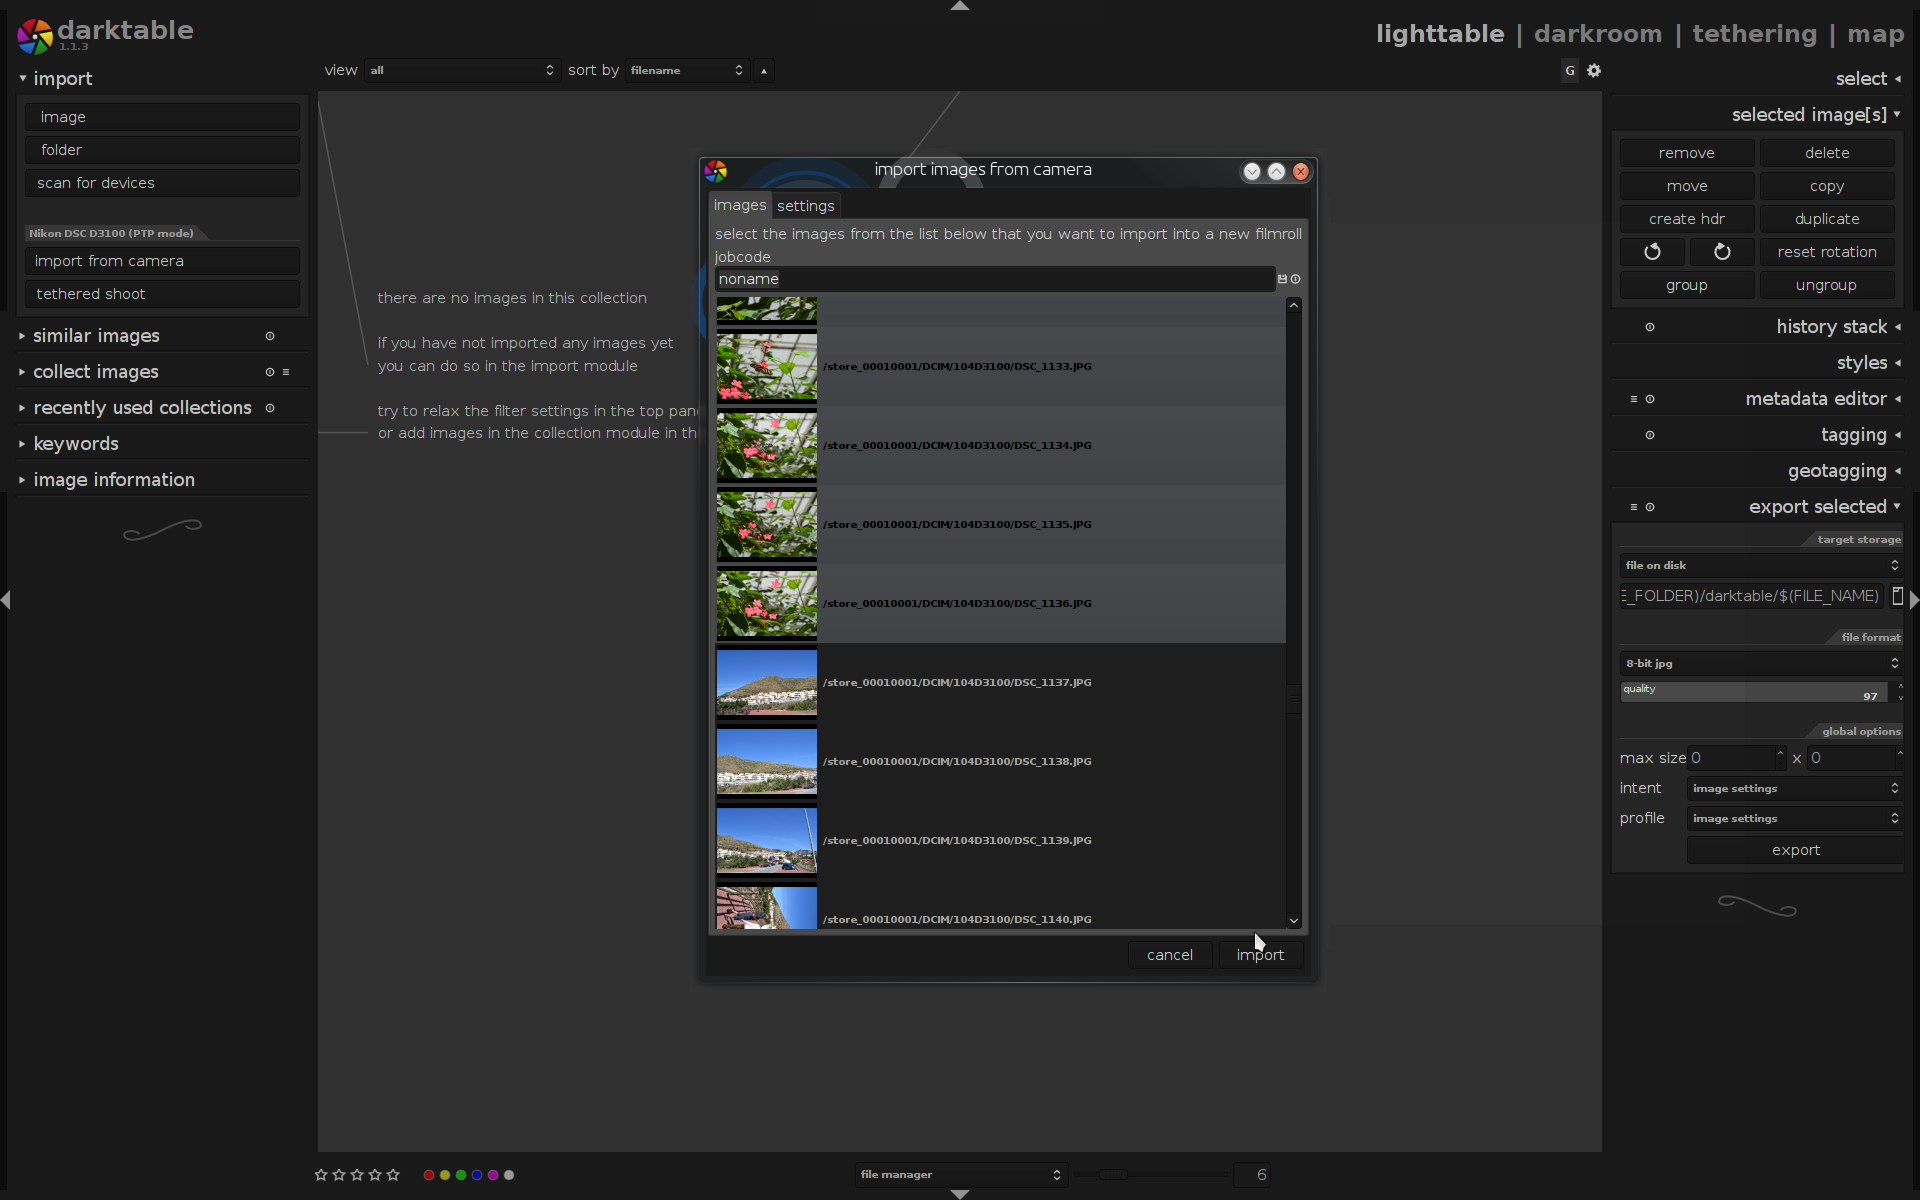 darktable
1.1.3
lighttable | darkroom | tethering | map
import
image
folder
scan for devices
Nikon DSC D3100 (PTP mode)
import from camera
tethered shoot
similar images
collect images
recently used collections
keywords
image information
view all sort by filename
G
there are no images in this collection
if you have not imported any images yet
you can do so in the import module
try to relax the filter settings in the top pane
or add images in the collection module in th
import images from camera
images settings
select the images from the list below that you want to import into a new filmroll
jobcode
noname
/store_00010001/DCIM/104D3100/DSC_1133.JPG
/store_00010001/DCIM/104D3100/DSC_1134.JPG
/store_00010001/DCIM/104D3100/DSC_1135.JPG
/store_00010001/DCIM/104D3100/DSC_1136.JPG
/store_00010001/DCIM/104D3100/DSC_1137.JPG
/store_00010001/DCIM/104D3100/DSC_1138.JPG
/store_00010001/DCIM/104D3100/DSC_1139.JPG
/store_00010001/DCIM/104D3100/DSC_1140.JPG
cancel import
select
selected image[s]
remove delete
move copy
create hdr duplicate
reset rotation
group ungroup
history stack
styles
metadata editor
tagging
geotagging
export selected
target storage
file on disk
E_FOLDER)/darktable/$(FILE_NAME)
file format
8-bit jpg
quality 97
global options
max size 0 x 0
intent image settings
profile image settings
export
file manager 6